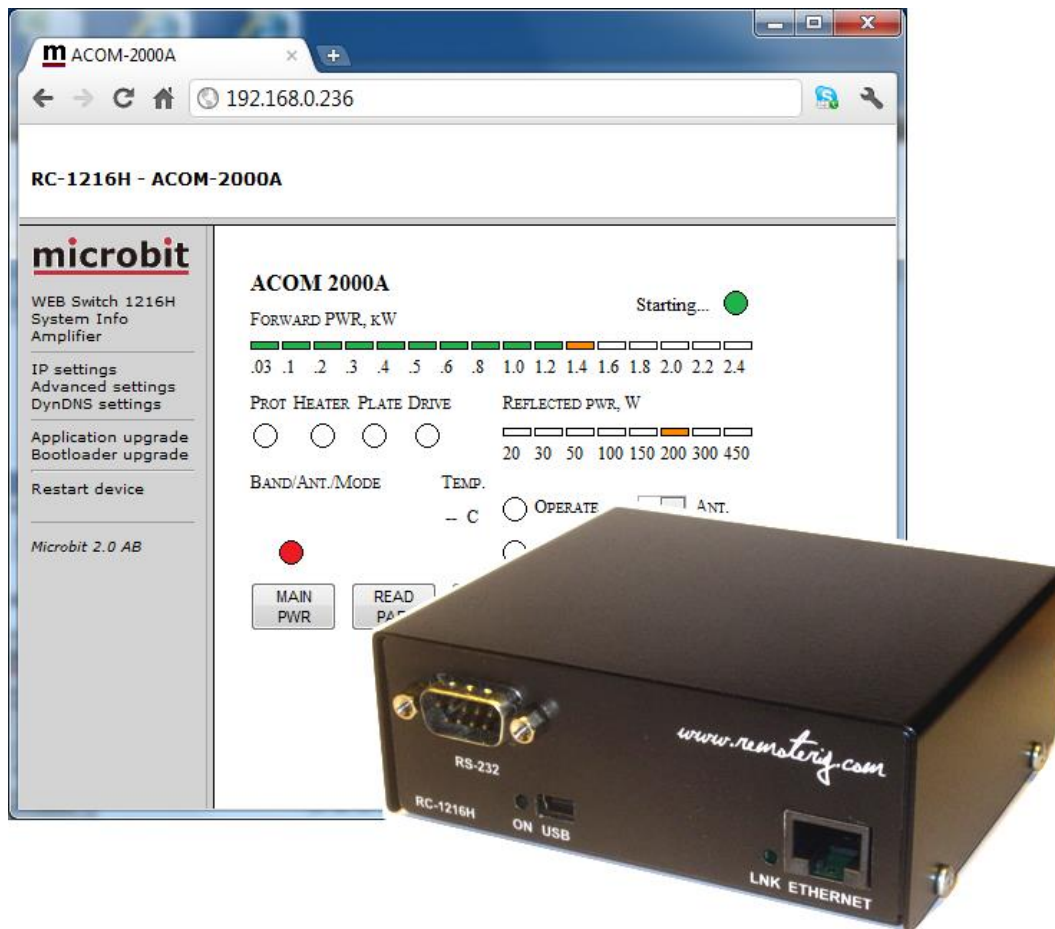 m ACOM-2000A
192.168.0.236
RC-1216H - ACOM-2000A
microbit
WEB Switch 1216H
System Info
Amplifier
IP settings
Advanced settings
DynDNS settings
Application upgrade
Bootloader upgrade
Restart device
Microbit 2.0 AB
ACOM 2000A
Starting...
FORWARD PWR, KW
.03 .1 .2 .3 .4 .5 .6 .8 1.0 1.2 1.4 1.6 1.8 2.0 2.2 2.4
PROT HEATER PLATE DRIVE
REFLECTED PWR, W
20 30 50 100 150 200 300 450
BAND/ANT./MODE
TEMP.
-- C
OPERATE
ANT.
MAIN
PWR
READ
www.remoterig.com
RS-232
RC-1216H
ON USB
LNK ETHERNET